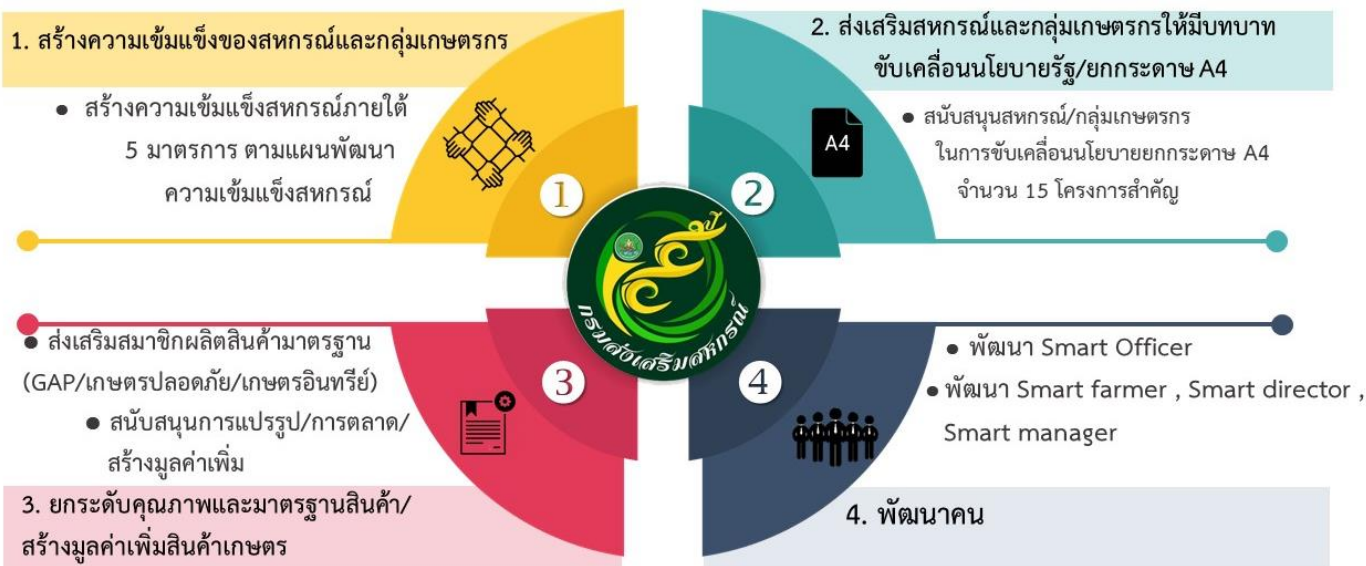 1. สร้างความเข้มแข็งของสหกรณ์และกลุ่มเกษตรกร
● สร้างความเข้มแข็งสหกรณ์ภายใต้
5 มาตรการ ตามแผนพัฒนา
ความเข้มแข็งสหกรณ์
1
2. ส่งเสริมสหกรณ์และกลุ่มเกษตรกรให้มีบทบาท
ขับเคลื่อนนโยบายรัฐ/ยกกระดาษ A4
● สนับสนุนสหกรณ์/กลุ่มเกษตรกร
ในการขับเคลื่อนนโยบายยกกระดาษ A4
จำนวน 15 โครงการสำคัญ
A4
2
กรมส่งเสริมสหกรณ์
● ส่งเสริมสมาชิกผลิตสินค้ามาตรฐาน
(GAP/เกษตรปลอดภัย/เกษตรอินทรีย์)
● สนับสนุนการแปรรูป/การตลาด/
สร้างมูลค่าเพิ่ม
3
3. ยกระดับคุณภาพและมาตรฐานสินค้า/
สร้างมูลค่าเพิ่มสินค้าเกษตร
4
● พัฒนา Smart Officer
● พัฒนา Smart farmer , Smart director ,
Smart manager
4. พัฒนาคน